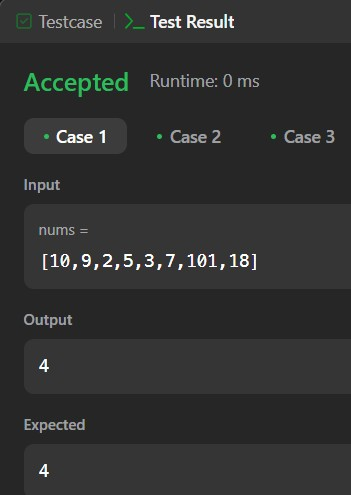 Testcase | Test Result
Accepted Runtime: 0 ms
• Case 1 • Case 2 • Case 3
Input
nums =
[10,9,2,5,3,7,101,18]
Output
4
Expected
4